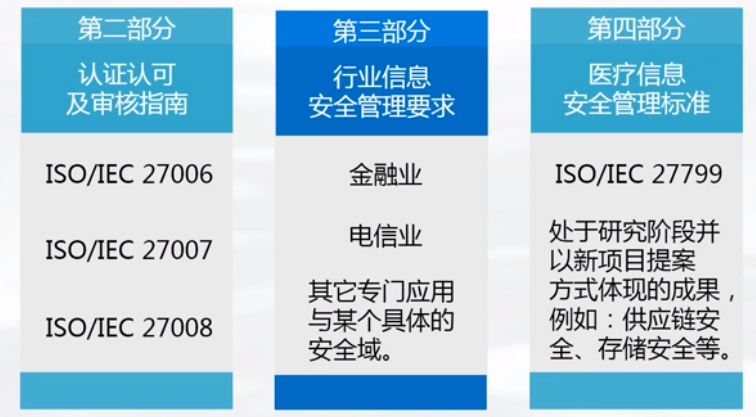 第二部分
认证认可
及审核指南
ISO/IEC 27006
ISO/IEC 27007
ISO/IEC 27008
第三部分
行业信息
安全管理要求
金融业
电信业
其它专门应用
与某个具体的
安全域。
第四部分
医疗信息
安全管理标准
ISO/IEC 27799
处于研究阶段并
以新项目提案
方式体现的成果，
例如：供应链安
全、存储安全等。